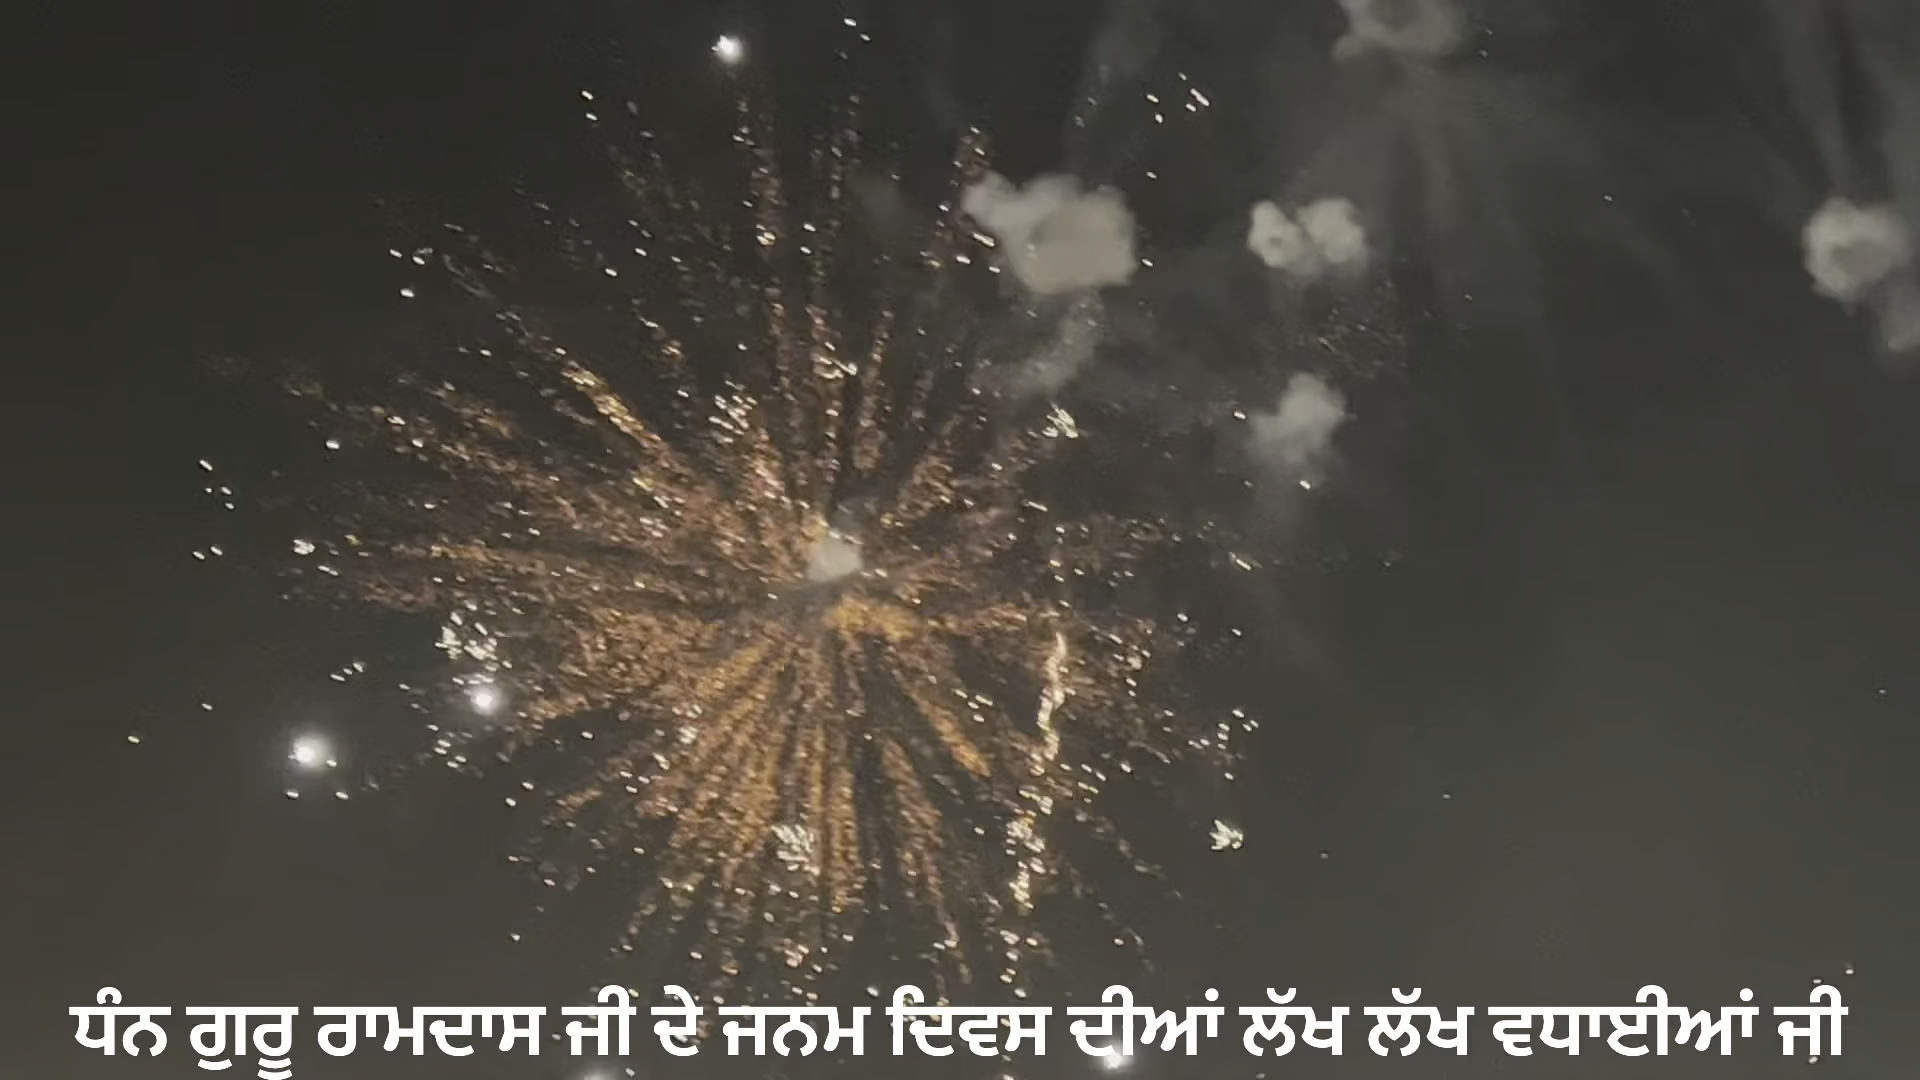 ਧੰਨ ਗੁਰੂ ਰਾਮਦਾਸ ਜੀ ਦੇ ਜਨਮ ਦਿਵਸ ਦੀਆਂ ਲੱਖ ਲੱਖ ਵਧਾਈਆਂ ਜੀ